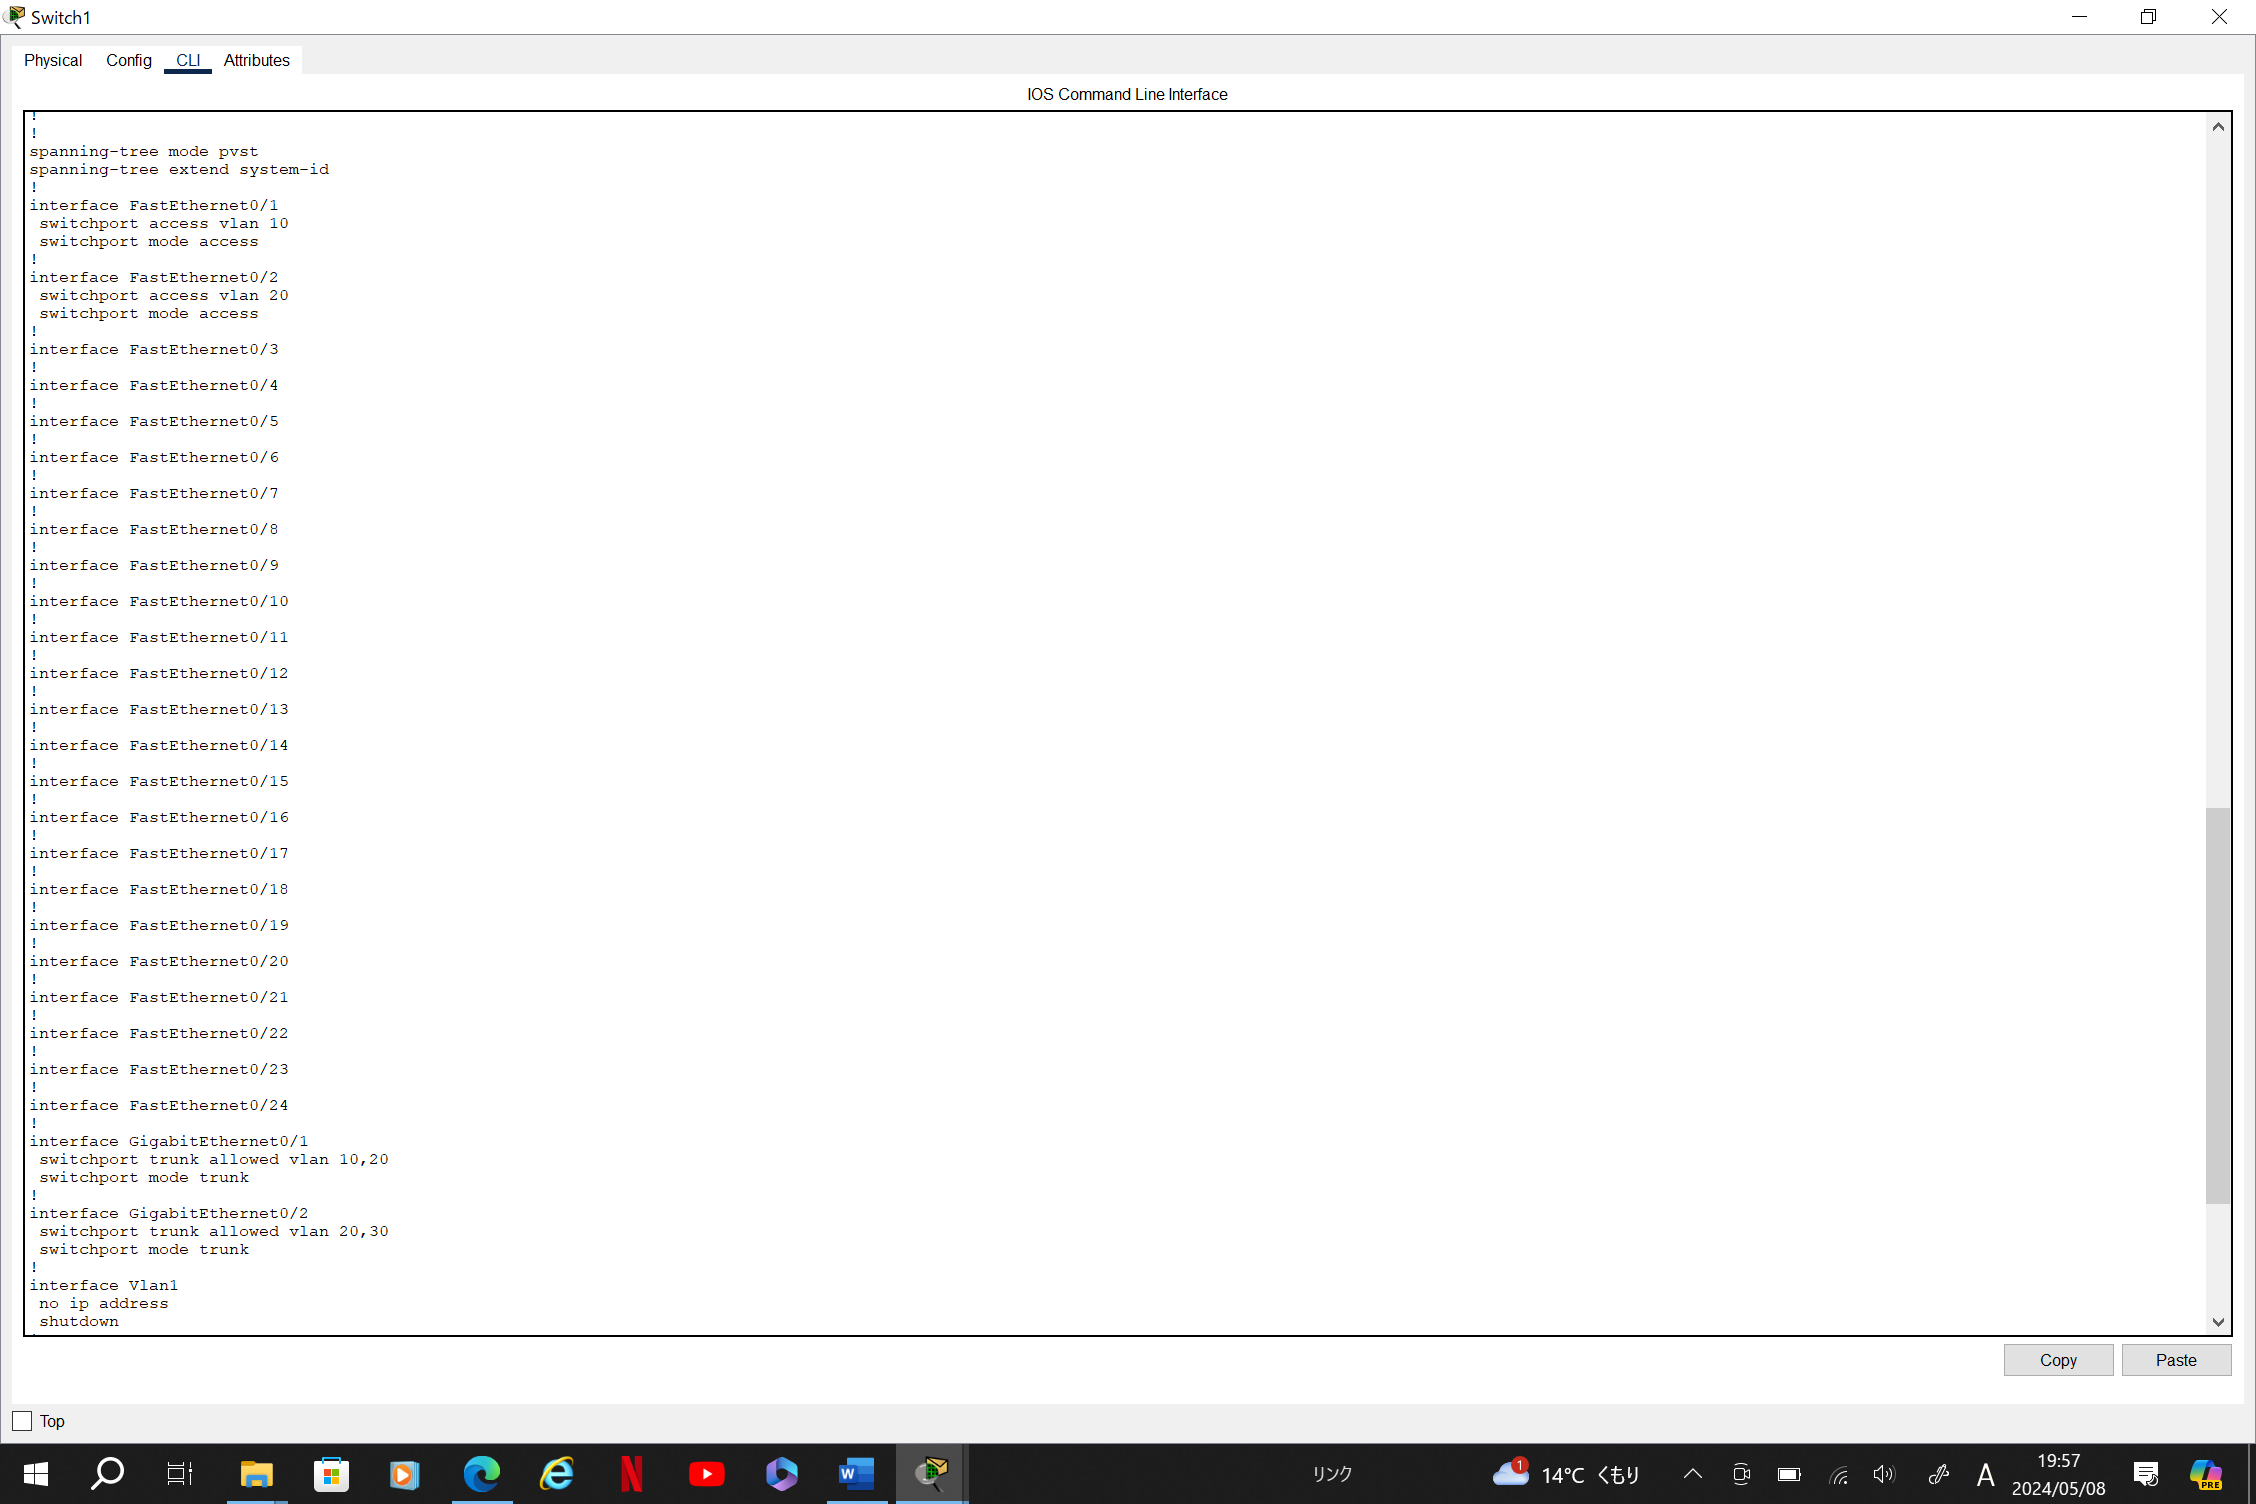 Switch1
Physical Config CLI Attributes
IOS Command Line Interface
!
!
spanning-tree mode pvst
spanning-tree extend system-id
!
interface FastEthernet0/1
 switchport access vlan 10
 switchport mode access
!
interface FastEthernet0/2
 switchport access vlan 20
 switchport mode access
!
interface FastEthernet0/3
!
interface FastEthernet0/4
!
interface FastEthernet0/5
!
interface FastEthernet0/6
!
interface FastEthernet0/7
!
interface FastEthernet0/8
!
interface FastEthernet0/9
!
interface FastEthernet0/10
!
interface FastEthernet0/11
!
interface FastEthernet0/12
!
interface FastEthernet0/13
!
interface FastEthernet0/14
!
interface FastEthernet0/15
!
interface FastEthernet0/16
!
interface FastEthernet0/17
!
interface FastEthernet0/18
!
interface FastEthernet0/19
!
interface FastEthernet0/20
!
interface FastEthernet0/21
!
interface FastEthernet0/22
!
interface FastEthernet0/23
!
interface FastEthernet0/24
!
interface GigabitEthernet0/1
 switchport trunk allowed vlan 10,20
 switchport mode trunk
!
interface GigabitEthernet0/2
 switchport trunk allowed vlan 20,30
 switchport mode trunk
!
interface Vlan1
 no ip address
 shutdown
Copy Paste
Top
リンク 1 14°C くもり A 19:57
2024/05/08
PRE